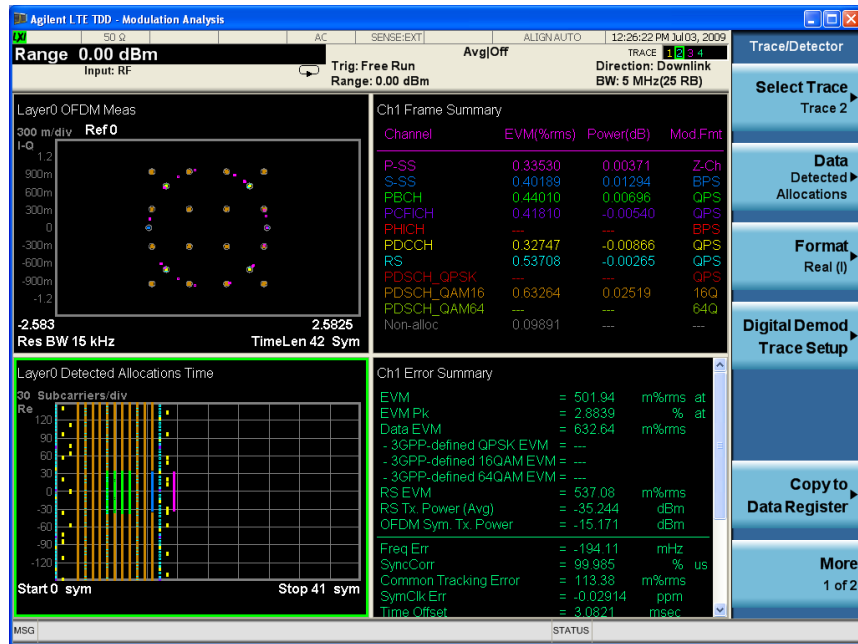 Agilent LTE TDD - Modulation Analysis
LXI 50 Ω AC SENSE:EXT ALIGN AUTO 12:26:22 PM Jul 03, 2009
Range 0.00 dBm
Input: RF
Trig: Free Run
Range: 0.00 dBm
Avg|Off
TRACE 1 2 3 4
Direction: Downlink
BW: 5 MHz(25 RB)
Layer0 OFDM Meas
300 m/div Ref 0
I-Q
1.2
900m
600m
300m
0
-300m
-600m
-900m
-1.2
-2.583 2.5825
Res BW 15 kHz TimeLen 42 Sym
Ch1 Frame Summary
Channel EVM(%rms) Power(dB) Mod.Fmt
P-SS 0.33530 0.00371 Z-Ch
S-SS 0.40189 0.01294 BPS
PBCH 0.44010 0.00696 QPS
PCFICH 0.41810 -0.00540 QPS
PHICH --- --- BPS
PDCCH 0.32747 -0.00866 QPS
RS 0.53708 -0.00265 QPS
PDSCH_QPSK --- --- QPS
PDSCH_QAM16 0.63264 0.02519 16Q
PDSCH_QAM64 --- --- 64Q
Non-alloc 0.09891 --- ---
Layer0 Detected Allocations Time
30 Subcarriers/div
Re
120
90
60
30
0
-30
-60
-90
-120
Start 0 sym Stop 41 sym
Ch1 Error Summary
EVM = 501.94 m%rms at
EVM Pk = 2.8839 % at
Data EVM = 632.64 m%rms
- 3GPP-defined QPSK EVM = ---
- 3GPP-defined 16QAM EVM = ---
- 3GPP-defined 64QAM EVM = ---
RS EVM = 537.08 m%rms
RS Tx. Power (Avg) = -35.244 dBm
OFDM Sym. Tx. Power = -15.171 dBm
Freq Err = -194.11 mHz
SyncCorr = 99.985 % us
Common Tracking Error = 113.38 m%rms
SymClk Err = -0.02914 ppm
Time Offset = 3.0821 msec
Trace/Detector
Select Trace
Trace 2
Data
Detected
Allocations
Format
Real (I)
Digital Demod
Trace Setup
Copy to
Data Register
More
1 of 2
MSG STATUS